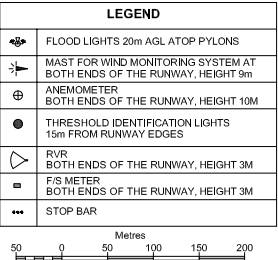 LEGEND
FLOOD LIGHTS 20m AGL ATOP PYLONS
MAST FOR WIND MONITORING SYSTEM AT
BOTH ENDS OF THE RUNWAY, HEIGHT 9m
ANEMOMETER
BOTH ENDS OF THE RUNWAY, HEIGHT 10M
THRESHOLD IDENTIFICATION LIGHTS
15m FROM RUNWAY EDGES
RVR
BOTH ENDS OF THE RUNWAY, HEIGHT 3M
F/S METER
BOTH ENDS OF THE RUNWAY, HEIGHT 3M
STOP BAR
Metres
50 0 50 100 150 200